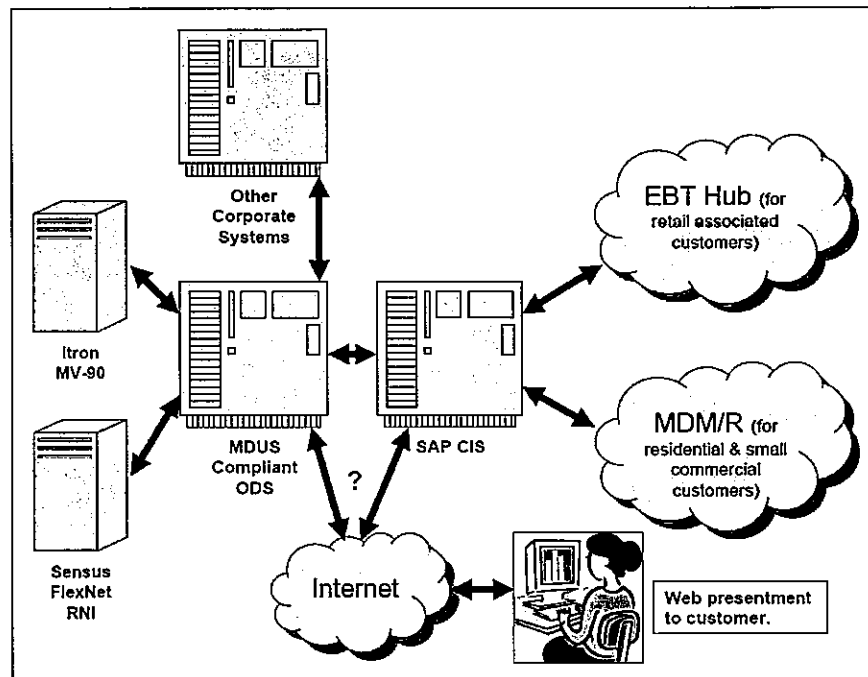 Other
Corporate
Systems
EBT Hub (for
retail associated
customers)
Itron
MV-90
MDUS
Compliant
ODS
SAP CIS
?
MDM/R (for
residential & small
commercial
customers)
Sensus
FlexNet
RNI
Internet
Web presentment
to customer.